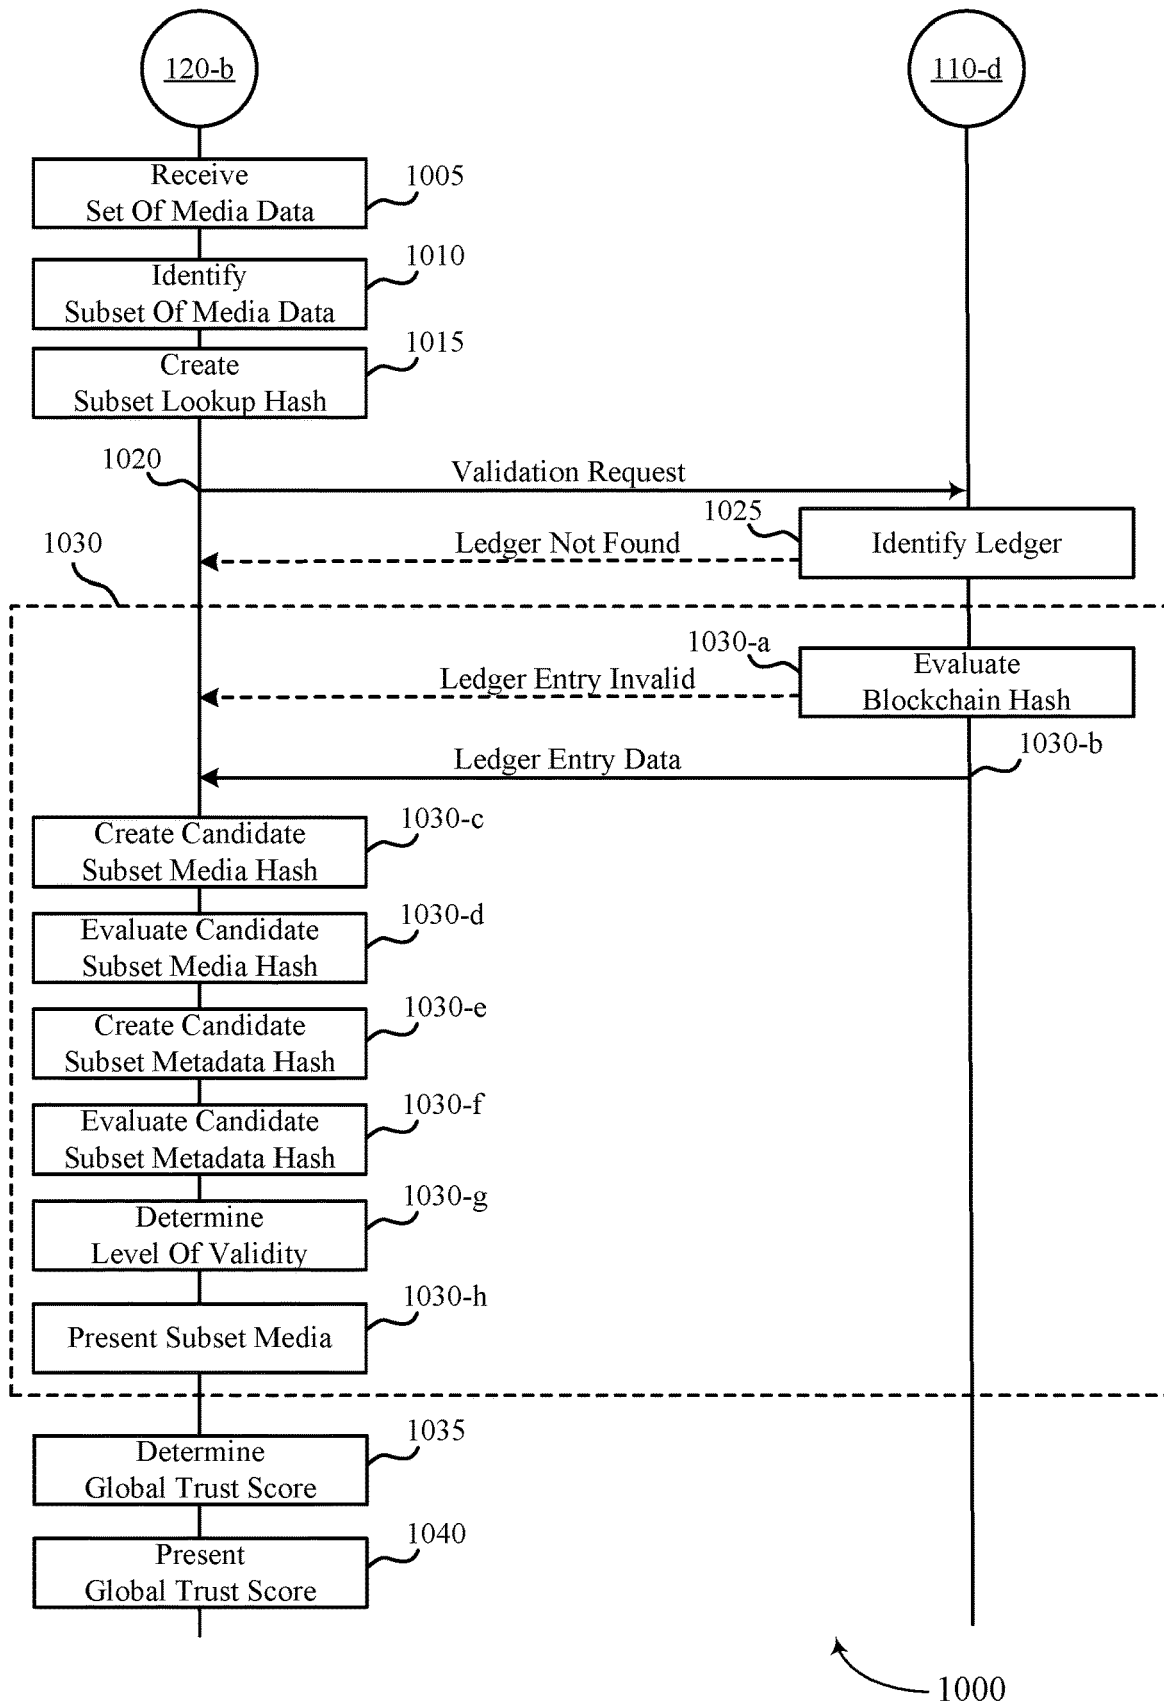 120-b
110-d
Receive
Set Of Media Data
1005
Identify
Subset Of Media Data
1010
Create
Subset Lookup Hash
1015
1020
Validation Request
1025
Identify Ledger
Ledger Not Found
1030
1030-a
Evaluate
Blockchain Hash
Ledger Entry Invalid
1030-b
Ledger Entry Data
Create Candidate
Subset Media Hash
1030-c
Evaluate Candidate
Subset Media Hash
1030-d
Create Candidate
Subset Metadata Hash
1030-e
Evaluate Candidate
Subset Metadata Hash
1030-f
Determine
Level Of Validity
1030-g
Present Subset Media
1030-h
Determine
Global Trust Score
1035
Present
Global Trust Score
1040
1000